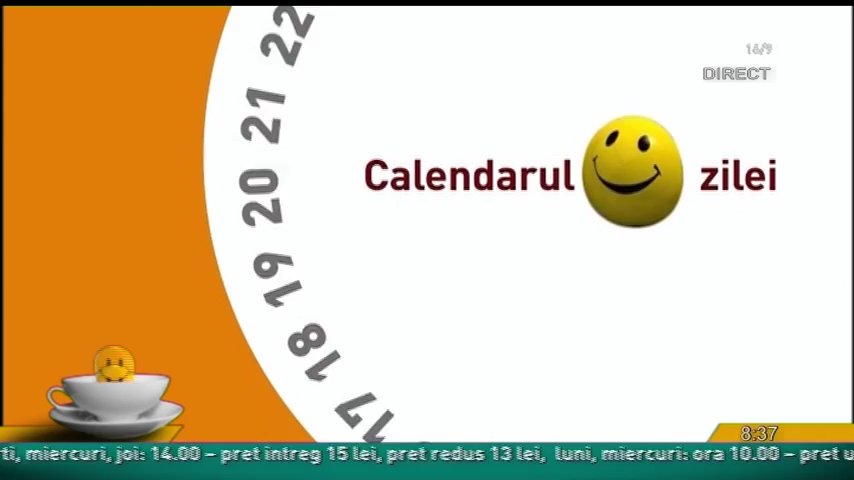 22
21
20
19
18
17
16/9
DIRECT
Calendarul zilei
8:37
ti, miercuri, joi: 14.00 – pret intreg 15 lei, pret redus 13 lei, luni, miercuri: ora 10.00 – pret u